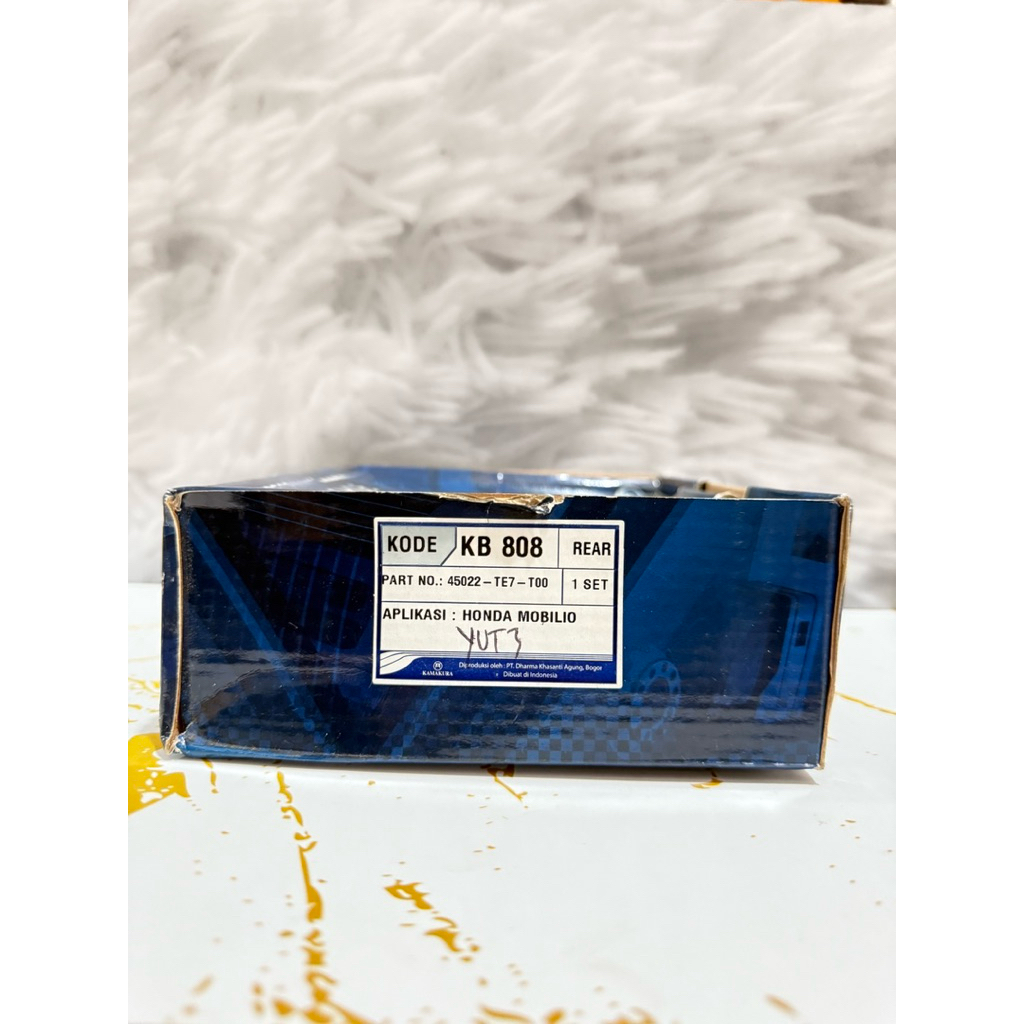 KODE KB 808 REAR
PART NO.: 45022-TE7-T00 1 SET
APLIKASI : HONDA MOBILIO
YUT3
KAMAKURA
Diproduksi oleh : PT. Dharma Khasanti Agung, Bogor
Dibuat di Indonesia